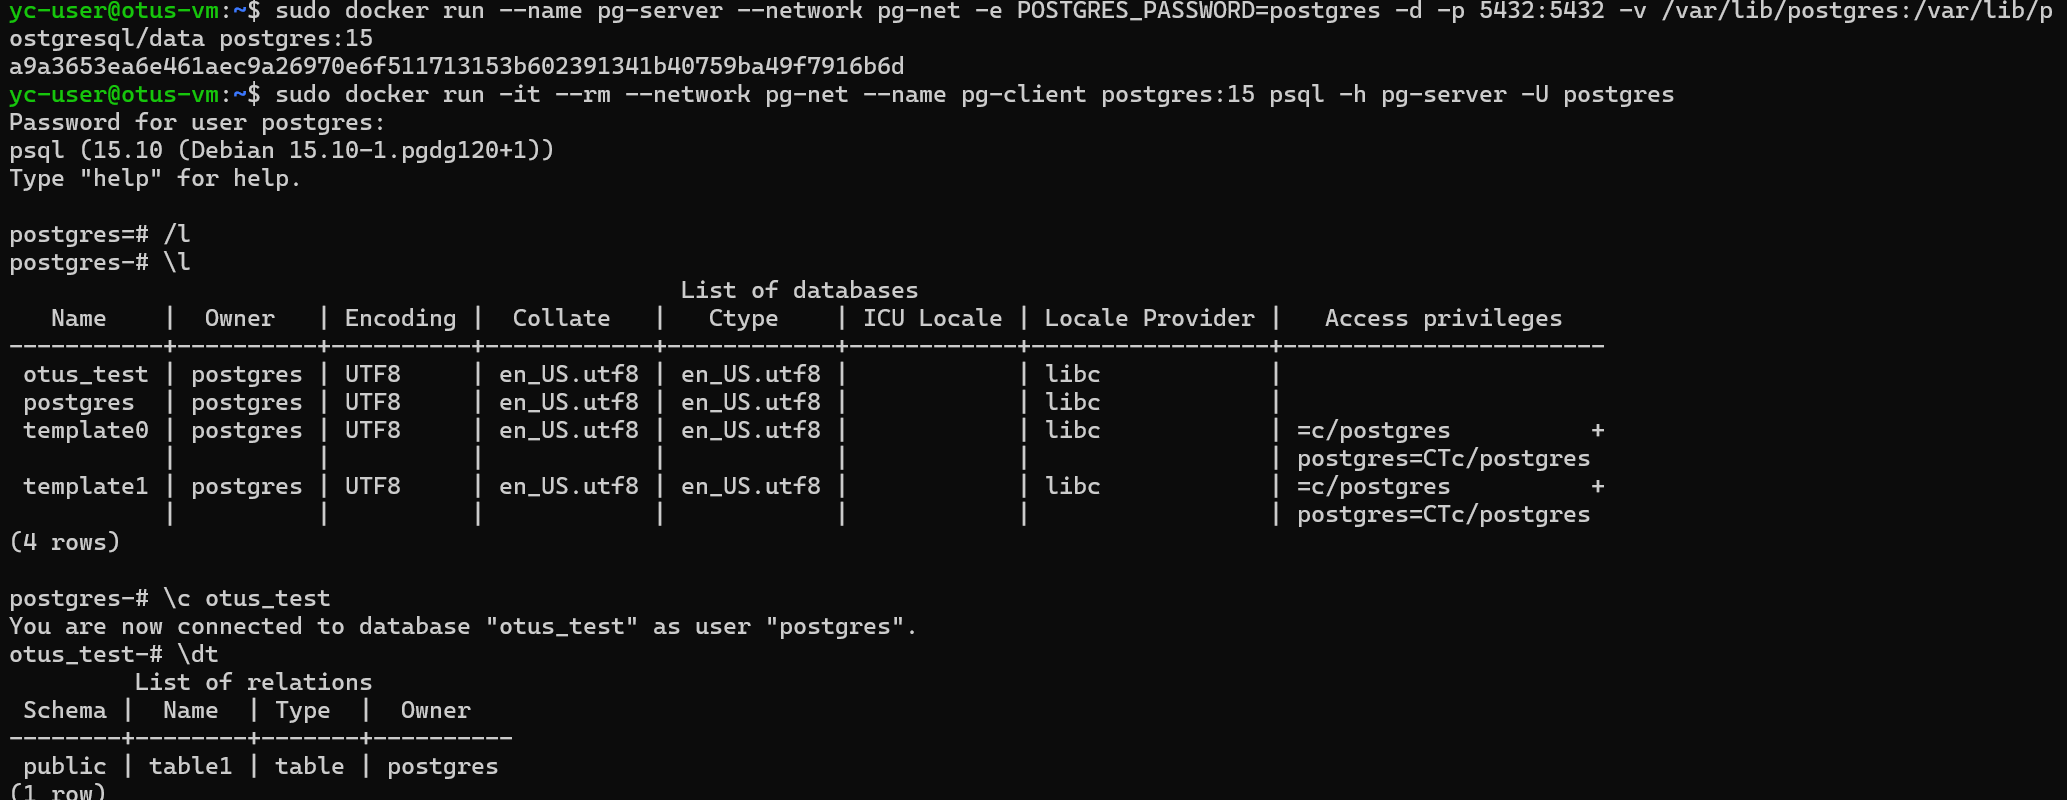 yc-user@otus-vm:~$ sudo docker run --name pg-server --network pg-net -e POSTGRES_PASSWORD=postgres -d -p 5432:5432 -v /var/lib/postgres:/var/lib/p
ostgresql/data postgres:15
a9a3653ea6e461aec9a26970e6f511713153b602391341b40759ba49f7916b6d
yc-user@otus-vm:~$ sudo docker run -it --rm --network pg-net --name pg-client postgres:15 psql -h pg-server -U postgres
Password for user postgres:
psql (15.10 (Debian 15.10-1.pgdg120+1))
Type "help" for help.

postgres=# /l
postgres-# \l
                                                List of databases
   Name    |  Owner   | Encoding |  Collate   |   Ctype    | ICU Locale | Locale Provider |   Access privileges
-----------+----------+----------+------------+------------+------------+-----------------+-----------------------
 otus_test | postgres | UTF8     | en_US.utf8 | en_US.utf8 |            | libc            |
 postgres  | postgres | UTF8     | en_US.utf8 | en_US.utf8 |            | libc            |
 template0 | postgres | UTF8     | en_US.utf8 | en_US.utf8 |            | libc            | =c/postgres          +
           |          |          |            |            |            |                 | postgres=CTc/postgres
 template1 | postgres | UTF8     | en_US.utf8 | en_US.utf8 |            | libc            | =c/postgres          +
           |          |          |            |            |            |                 | postgres=CTc/postgres
(4 rows)

postgres-# \c otus_test
You are now connected to database "otus_test" as user "postgres".
otus_test-# \dt
         List of relations
 Schema |  Name  | Type  |  Owner
--------+--------+-------+----------
 public | table1 | table | postgres
(1 row)